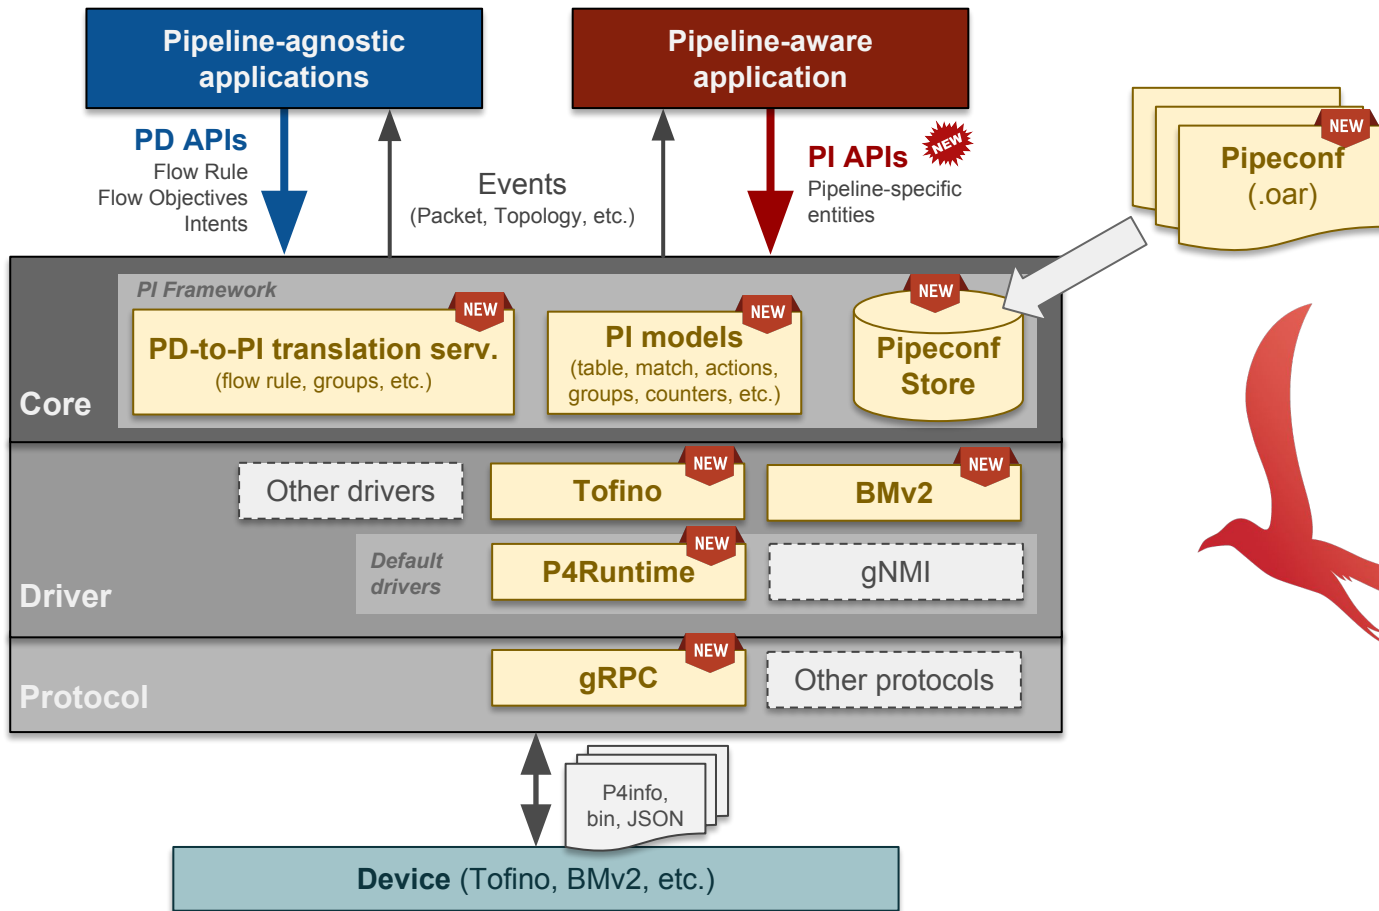 Pipeline-agnostic
applications
Pipeline-aware
application
PD APIs
Flow Rule
Flow Objectives
Intents
Events
(Packet, Topology, etc.)
NEW
PI APIs
Pipeline-specific
entities
NEW
Pipeconf
(.oar)
Core
PI Framework
NEW
PD-to-PI translation serv.
(flow rule, groups, etc.)
NEW
PI models
(table, match, actions,
groups, counters, etc.)
NEW
Pipeconf
Store
Driver
Other drivers
NEW
Tofino
NEW
BMv2
Default
drivers
NEW
P4Runtime
gNMI
Protocol
NEW
gRPC
Other protocols
P4info,
bin, JSON
Device (Tofino, BMv2, etc.)